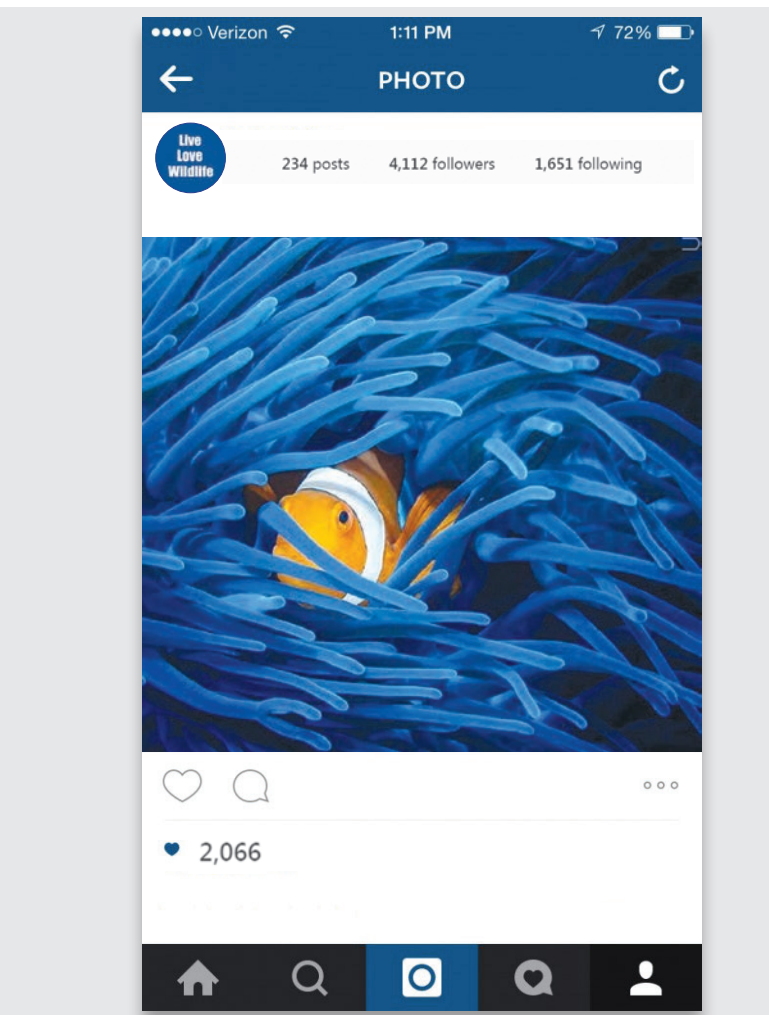 Verizon 1:11 PM 72%
PHOTO
Live
Love
Wildlife
234 posts 4,112 followers 1,651 following
2,066